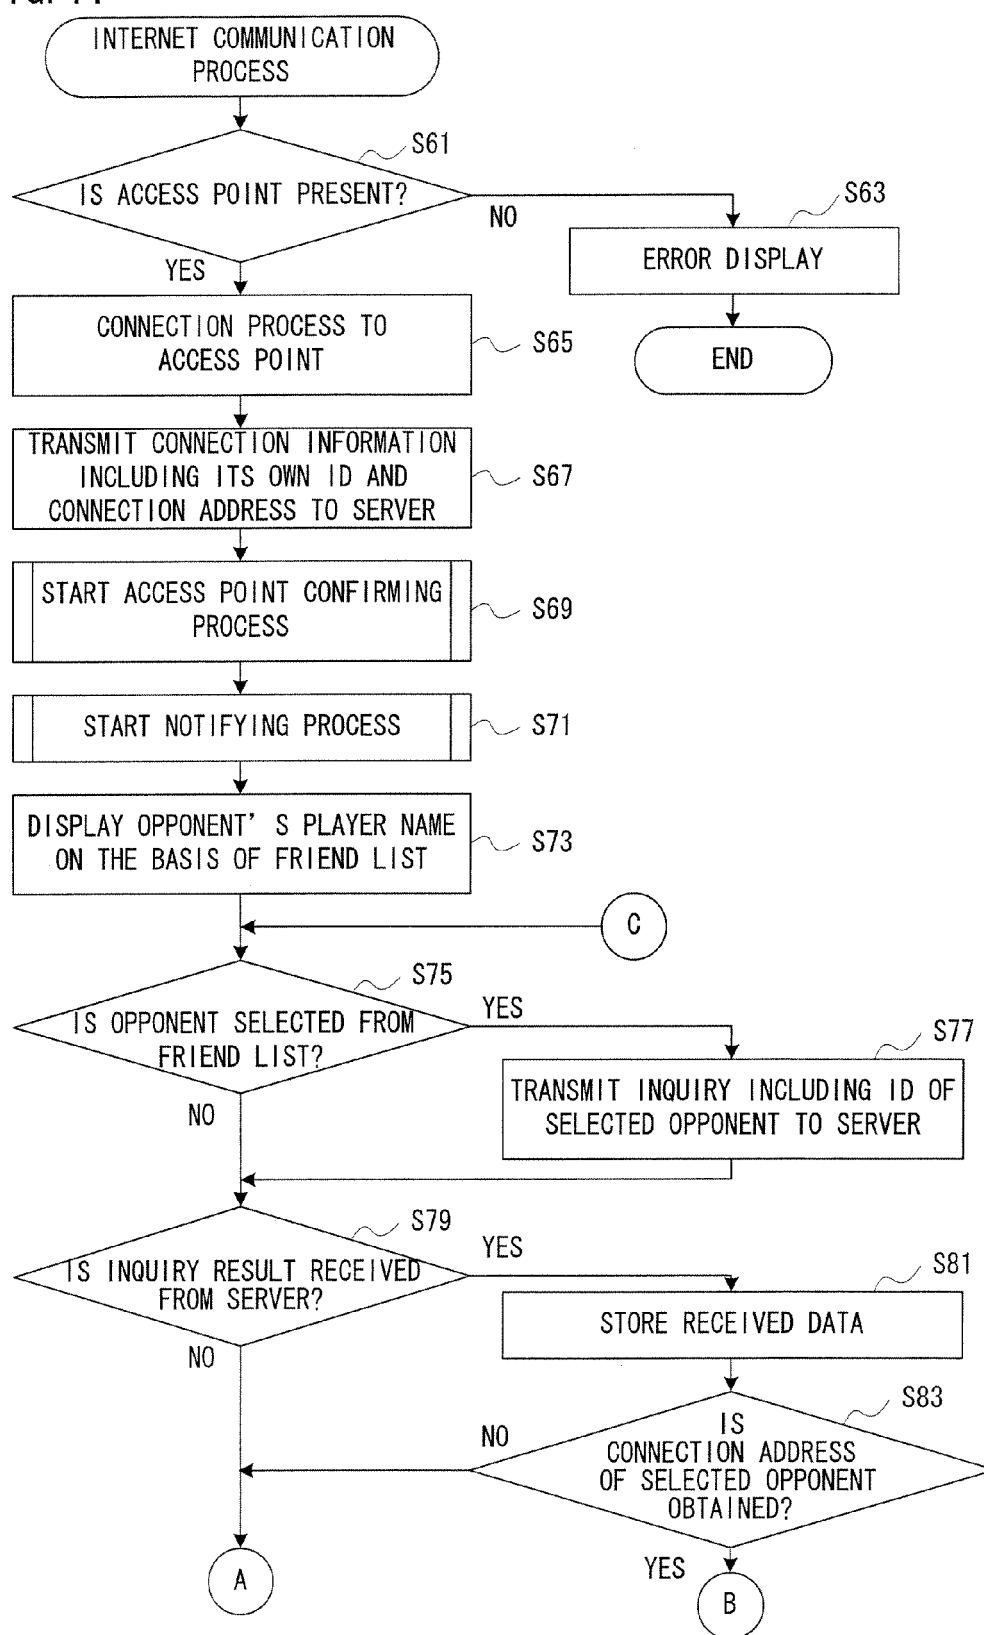 INTERNET COMMUNICATION
PROCESS
S61
IS ACCESS POINT PRESENT?
NO
S63
ERROR DISPLAY
END
YES
CONNECTION PROCESS TO
ACCESS POINT
S65
TRANSMIT CONNECTION INFORMATION
INCLUDING ITS OWN ID AND
CONNECTION ADDRESS TO SERVER
S67
START ACCESS POINT CONFIRMING
PROCESS
S69
START NOTIFYING PROCESS
S71
DISPLAY OPPONENT'S PLAYER NAME
ON THE BASIS OF FRIEND LIST
S73
C
S75
IS OPPONENT SELECTED FROM
FRIEND LIST?
YES
S77
TRANSMIT INQUIRY INCLUDING ID OF
SELECTED OPPONENT TO SERVER
NO
S79
IS INQUIRY RESULT RECEIVED
FROM SERVER?
YES
S81
STORE RECEIVED DATA
NO
S83
IS
CONNECTION ADDRESS
OF SELECTED OPPONENT
OBTAINED?
NO
YES
A
B